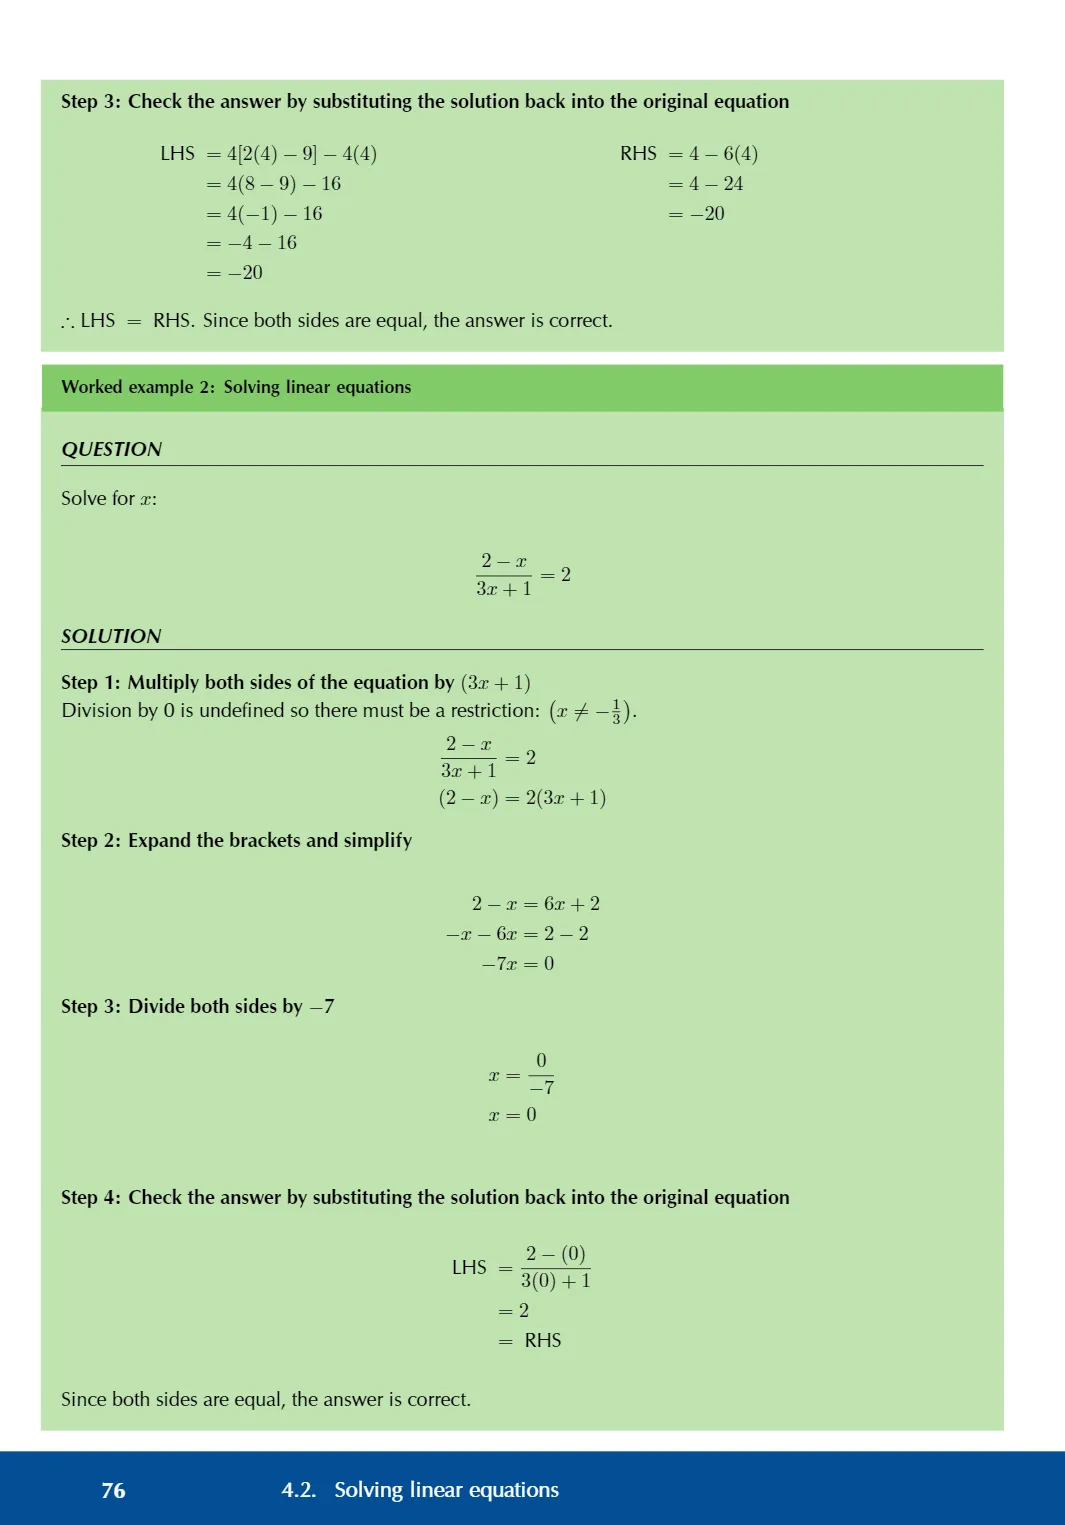 Step 3: Check the answer by substituting the solution back into the original equation
LHS = 4[2(4) − 9] − 4(4)
= 4(8 − 9) − 16
= 4(−1) − 16
= −4 − 16
= −20
RHS = 4 − 6(4)
= 4 − 24
= −20
∴ LHS = RHS. Since both sides are equal, the answer is correct.
Worked example 2: Solving linear equations
QUESTION
Solve for x:
\frac{2 − x}{3x + 1} = 2
SOLUTION
Step 1: Multiply both sides of the equation by (3x + 1)
Division by 0 is undefined so there must be a restriction: (x ≠ −\frac{1}{3}).
\frac{2 − x}{3x + 1} = 2
(2 − x) = 2(3x + 1)
Step 2: Expand the brackets and simplify
2 − x = 6x + 2
−x − 6x = 2 − 2
−7x = 0
Step 3: Divide both sides by −7
x = \frac{0}{−7}
x = 0
Step 4: Check the answer by substituting the solution back into the original equation
LHS = \frac{2 − (0)}{3(0) + 1}
= 2
= RHS
Since both sides are equal, the answer is correct.
76 4.2. Solving linear equations